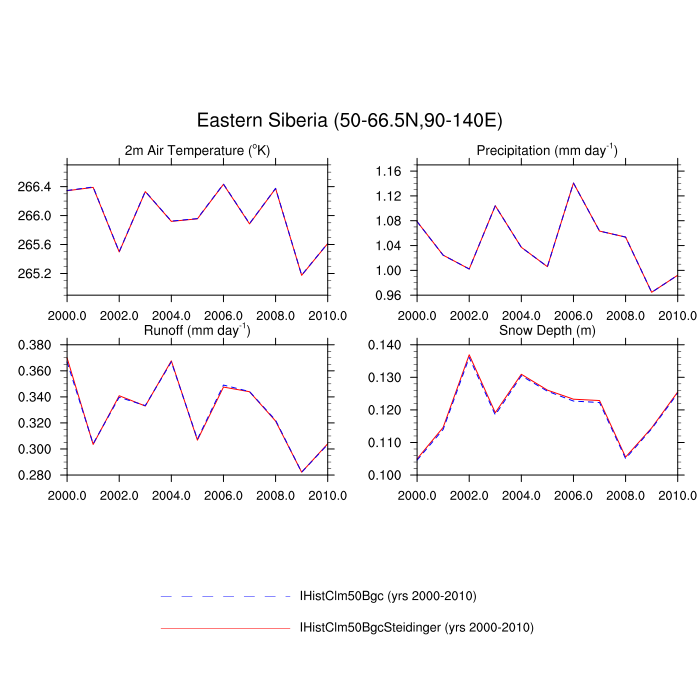 Eastern Siberia (50-66.5N,90-140E)
2m Air Temperature (°K)
266.4
266.0
265.6
265.2
2000.0 2002.0 2004.0 2006.0 2008.0 2010.0
Precipitation (mm day⁻¹)
1.16
1.12
1.08
1.04
1.00
0.96
2000.0 2002.0 2004.0 2006.0 2008.0 2010.0
Runoff (mm day⁻¹)
0.380
0.360
0.340
0.320
0.300
0.280
2000.0 2002.0 2004.0 2006.0 2008.0 2010.0
Snow Depth (m)
0.140
0.130
0.120
0.110
0.100
2000.0 2002.0 2004.0 2006.0 2008.0 2010.0
IHistClm50Bgc (yrs 2000-2010)
IHistClm50BgcSteidinger (yrs 2000-2010)